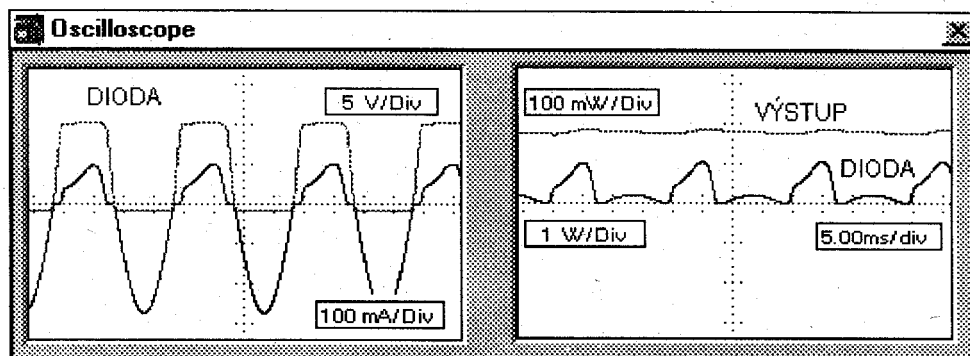 Oscilloscope
DIODA
5 V/Div
100 mA/Div
100 mW/Div
VÝSTUP
DIODA
1 W/Div
5.00ms/div